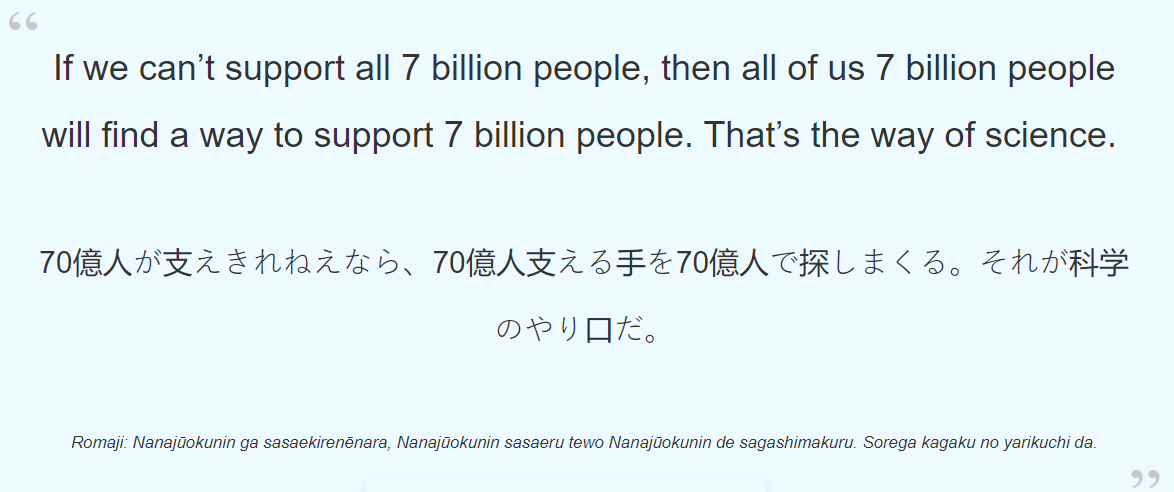 “
If we can’t support all 7 billion people, then all of us 7 billion people
will find a way to support 7 billion people. That’s the way of science.
70億人が支えきれねえなら、70億人支える手を70億人で探しまくる。それが科学
のやり口だ。
Romaji: Nanajūokunin ga sasaekirenēnara, Nanajūokunin sasaeru tewo Nanajūokunin de sagashimakuru. Sorega kagaku no yarikuchi da.
”